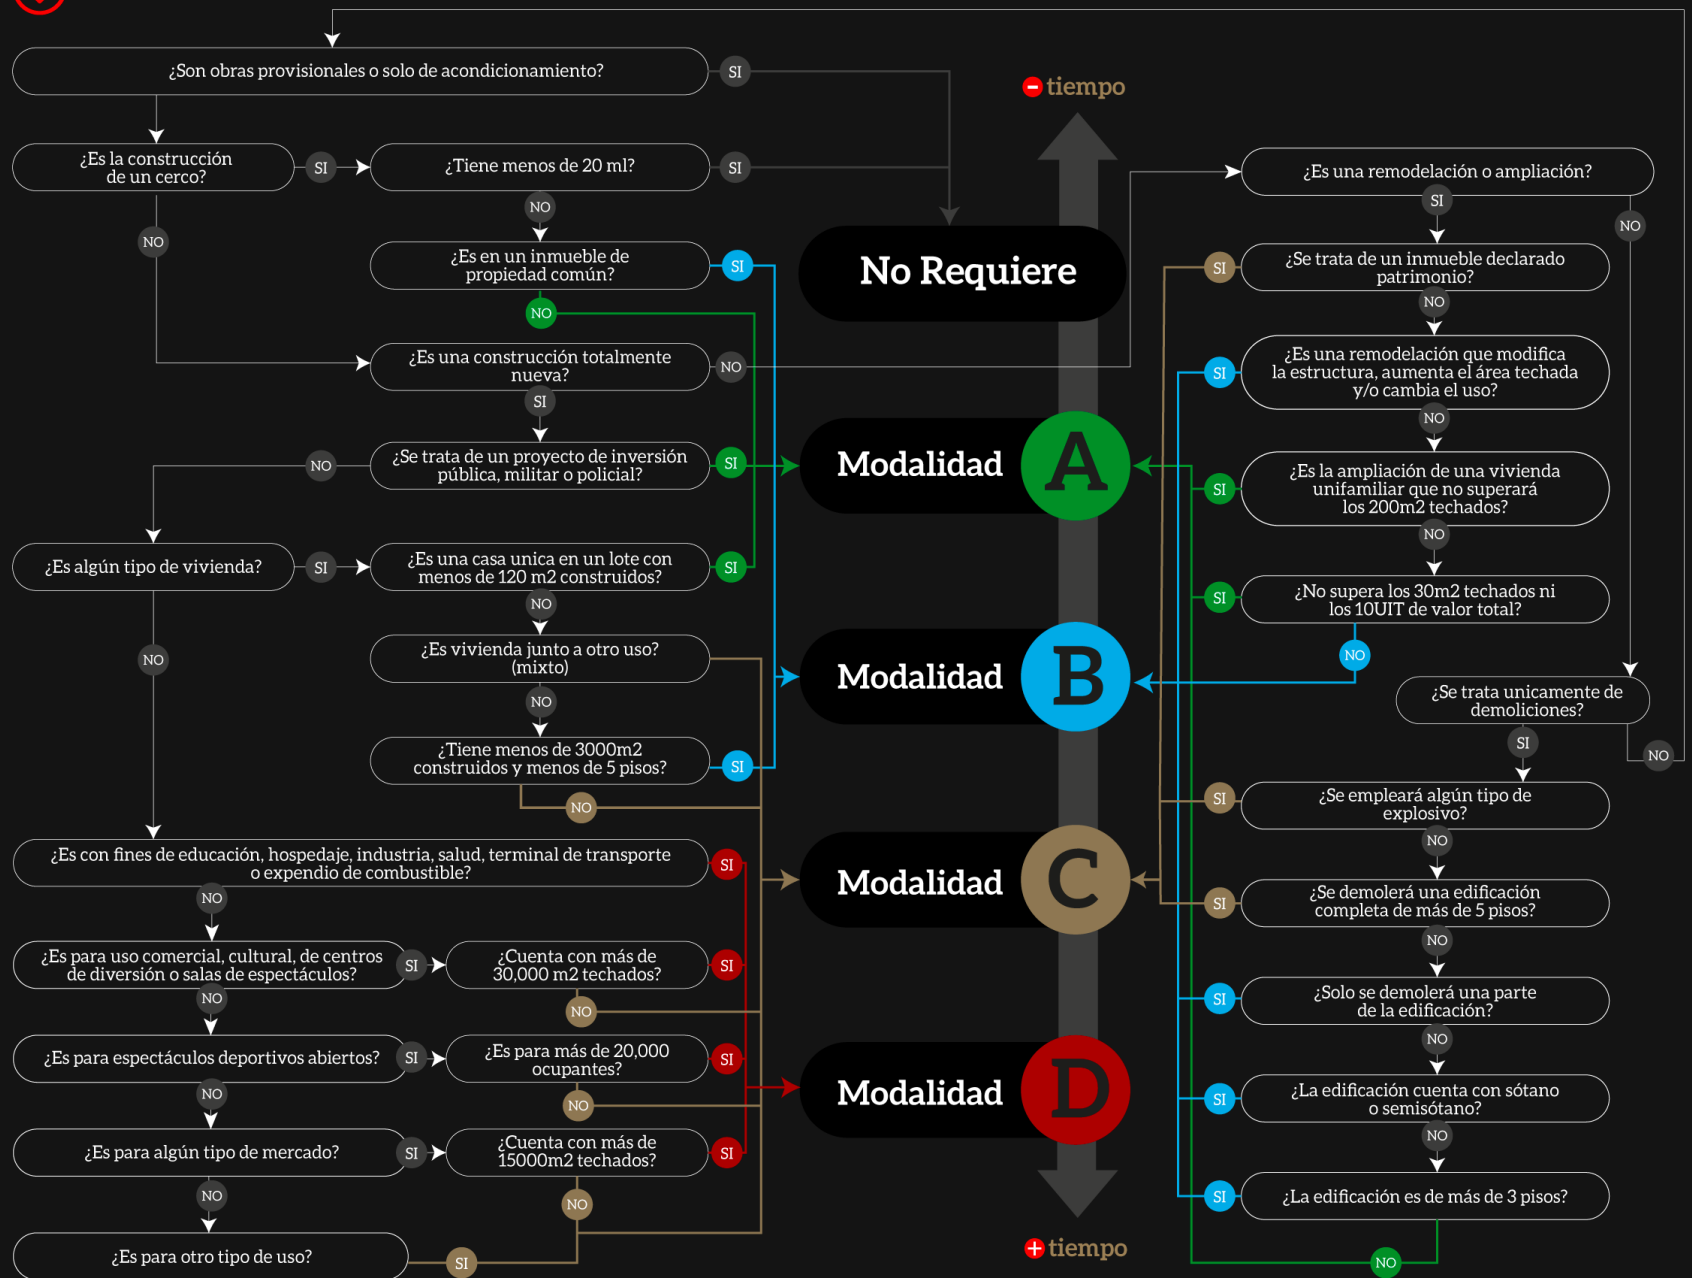 ¿Son obras provisionales o solo de acondicionamiento?
SI
¿Es la construcción
de un cerco?
SI
¿Tiene menos de 20 ml?
SI
NO
NO
¿Es en un inmueble de
propiedad común?
SI
NO
¿Es una construcción totalmente
nueva?
NO
SI
¿Se trata de un proyecto de inversión
pública, militar o policial?
SI
NO
¿Es algún tipo de vivienda?
SI
¿Es una casa unica en un lote con
menos de 120 m2 construidos?
SI
NO
NO
¿Es vivienda junto a otro uso?
(mixto)
NO
¿Tiene menos de 3000m2
construidos y menos de 5 pisos?
SI
NO
¿Es con fines de educación, hospedaje, industria, salud, terminal de transporte
o expendio de combustible?
SI
NO
¿Es para uso comercial, cultural, de centros
de diversión o salas de espectáculos?
SI
¿Cuenta con más de
30,000 m2 techados?
SI
NO
NO
¿Es para espectáculos deportivos abiertos?
SI
¿Es para más de 20,000
ocupantes?
SI
NO
NO
¿Es para algún tipo de mercado?
SI
¿Cuenta con más de
15000m2 techados?
SI
NO
NO
¿Es para otro tipo de uso?
SI
- tiempo
No Requiere
Modalidad A
Modalidad B
Modalidad C
Modalidad D
+ tiempo
¿Es una remodelación o ampliación?
SI
NO
¿Se trata de un inmueble declarado
patrimonio?
SI
NO
¿Es una remodelación que modifica
la estructura, aumenta el área techada
y/o cambia el uso?
SI
NO
¿Es la ampliación de una vivienda
unifamiliar que no superará
los 200m2 techados?
SI
NO
¿No supera los 30m2 techados ni
los 10UIT de valor total?
SI
NO
¿Se trata unicamente de
demoliciones?
SI
NO
¿Se empleará algún tipo de
explosivo?
SI
NO
¿Se demolerá una edificación
completa de más de 5 pisos?
SI
NO
¿Solo se demolerá una parte
de la edificación?
SI
NO
¿La edificación cuenta con sótano
o semisótano?
SI
NO
¿La edificación es de más de 3 pisos?
SI
NO